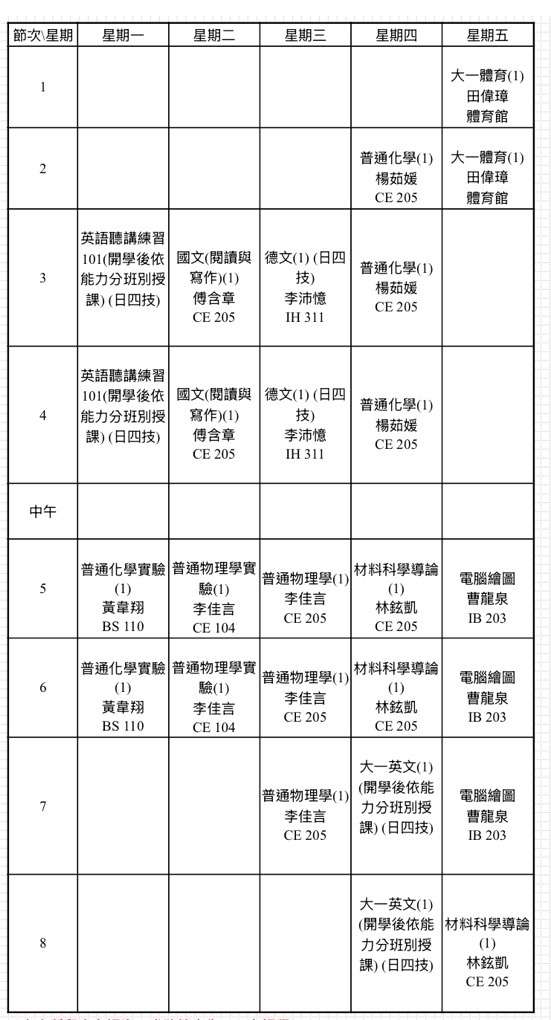 節次\星期 星期一 星期二 星期三 星期四 星期五
1
大一體育(1)
田偉璋
體育館
2
普通化學(1)
楊茹媛
CE 205
大一體育(1)
田偉璋
體育館
3
英語聽講練習
101(開學後依
能力分班別授
課) (日四技)
國文(閱讀與
寫作)(1)
傅含章
CE 205
德文(1) (日四
技)
李沛憶
IH 311
普通化學(1)
楊茹媛
CE 205
4
英語聽講練習
101(開學後依
能力分班別授
課) (日四技)
國文(閱讀與
寫作)(1)
傅含章
CE 205
德文(1) (日四
技)
李沛憶
IH 311
普通化學(1)
楊茹媛
CE 205
中午
5
普通化學實驗
(1)
黃韋翔
BS 110
普通物理學實
驗(1)
李佳言
CE 104
普通物理學(1)
李佳言
CE 205
材料科學導論
(1)
林鉉凱
CE 205
電腦繪圖
曹龍泉
IB 203
6
普通化學實驗
(1)
黃韋翔
BS 110
普通物理學實
驗(1)
李佳言
CE 104
普通物理學(1)
李佳言
CE 205
材料科學導論
(1)
林鉉凱
CE 205
電腦繪圖
曹龍泉
IB 203
7
普通物理學(1)
李佳言
CE 205
大一英文(1)
(開學後依能
力分班別授
課) (日四技)
電腦繪圖
曹龍泉
IB 203
8
大一英文(1)
(開學後依能
力分班別授
課) (日四技)
材料科學導論
(1)
林鉉凱
CE 205